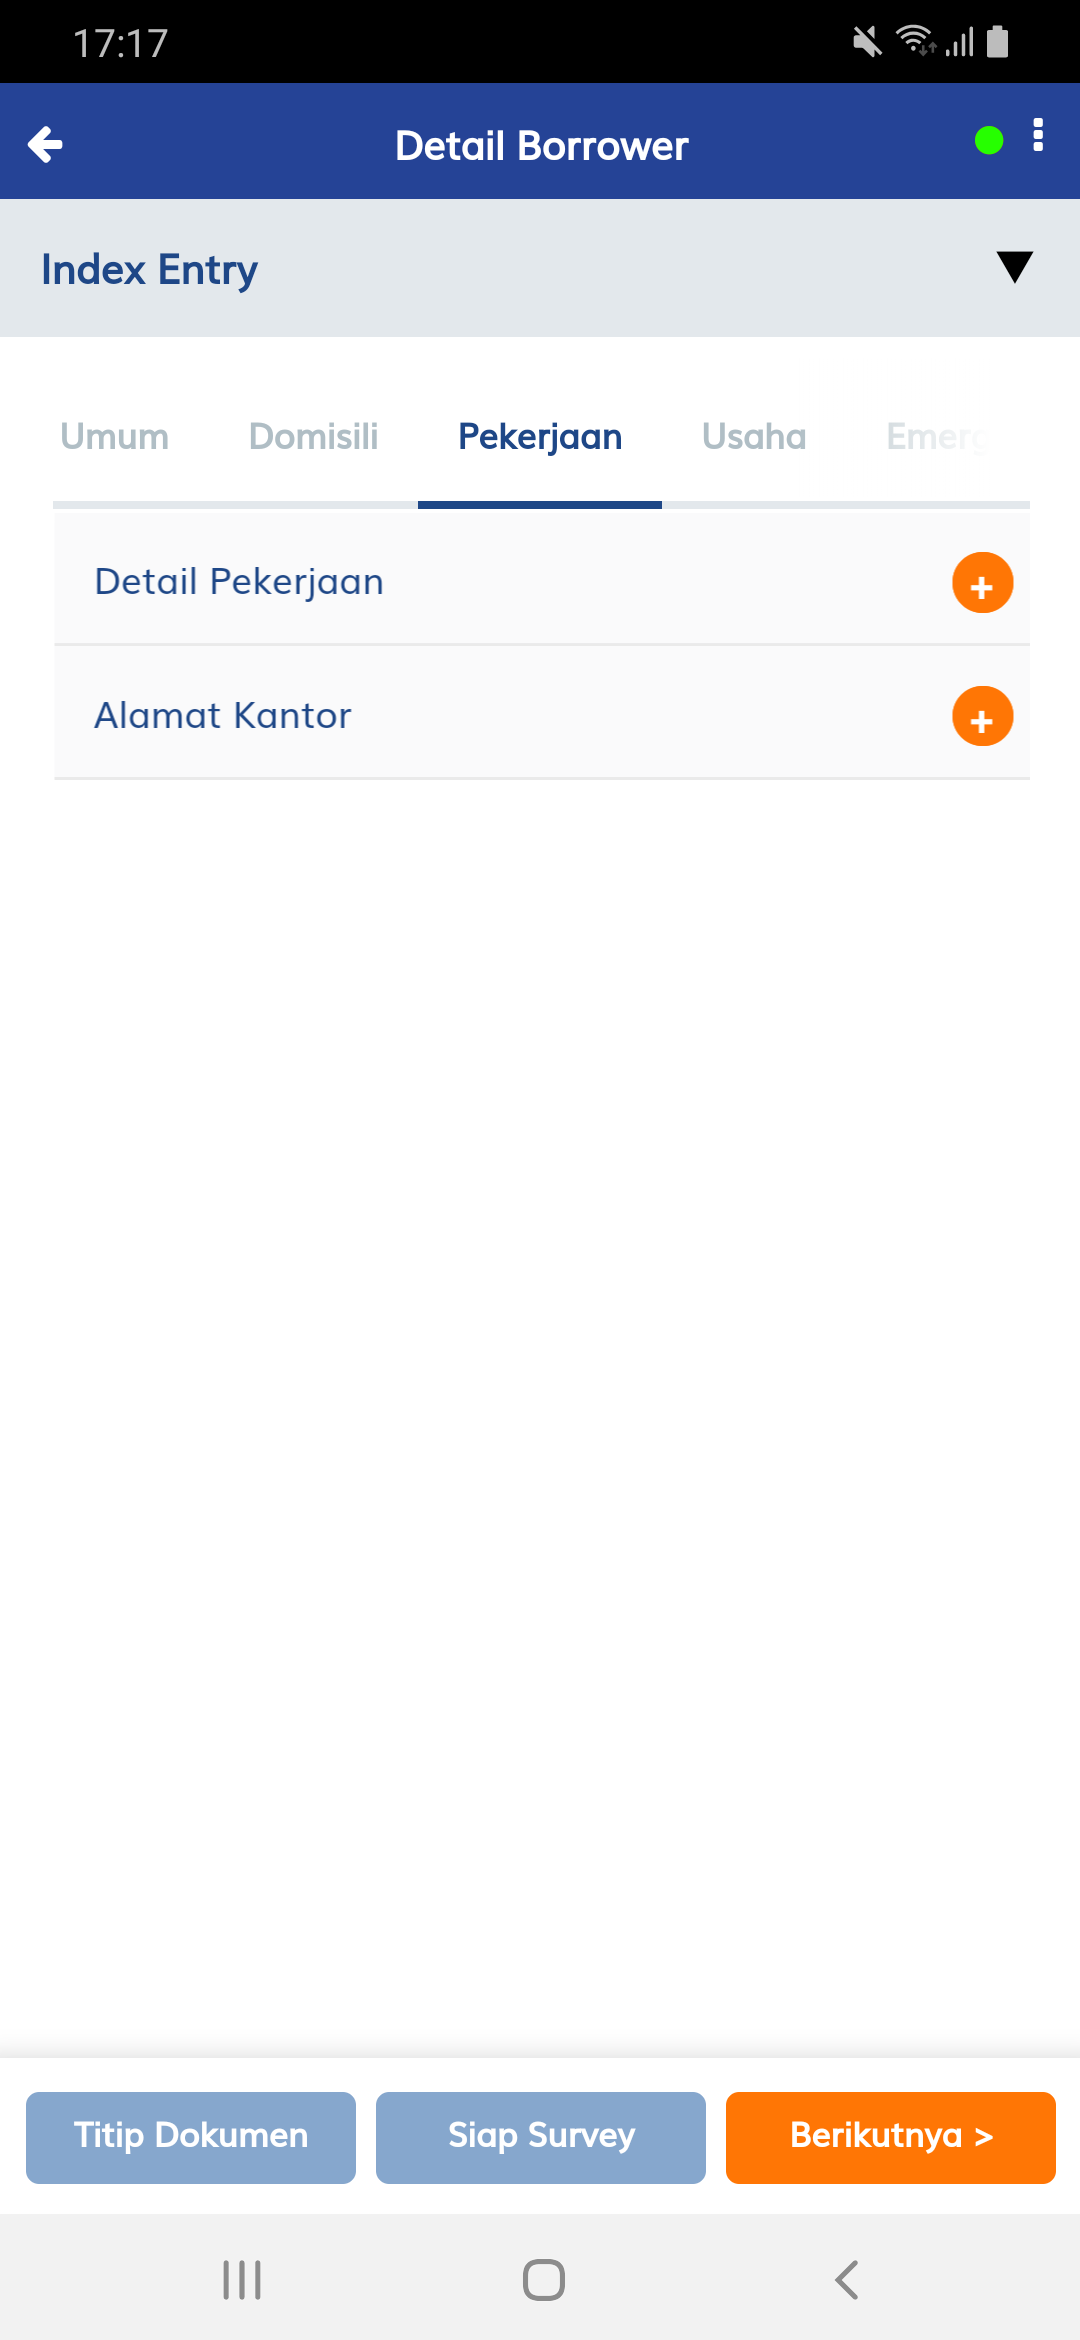 17:17
Detail Borrower
Index Entry
Umum Domisili Pekerjaan Usaha Emerg
Detail Pekerjaan
+
Alamat Kantor
+
Titip Dokumen Siap Survey Berikutnya >